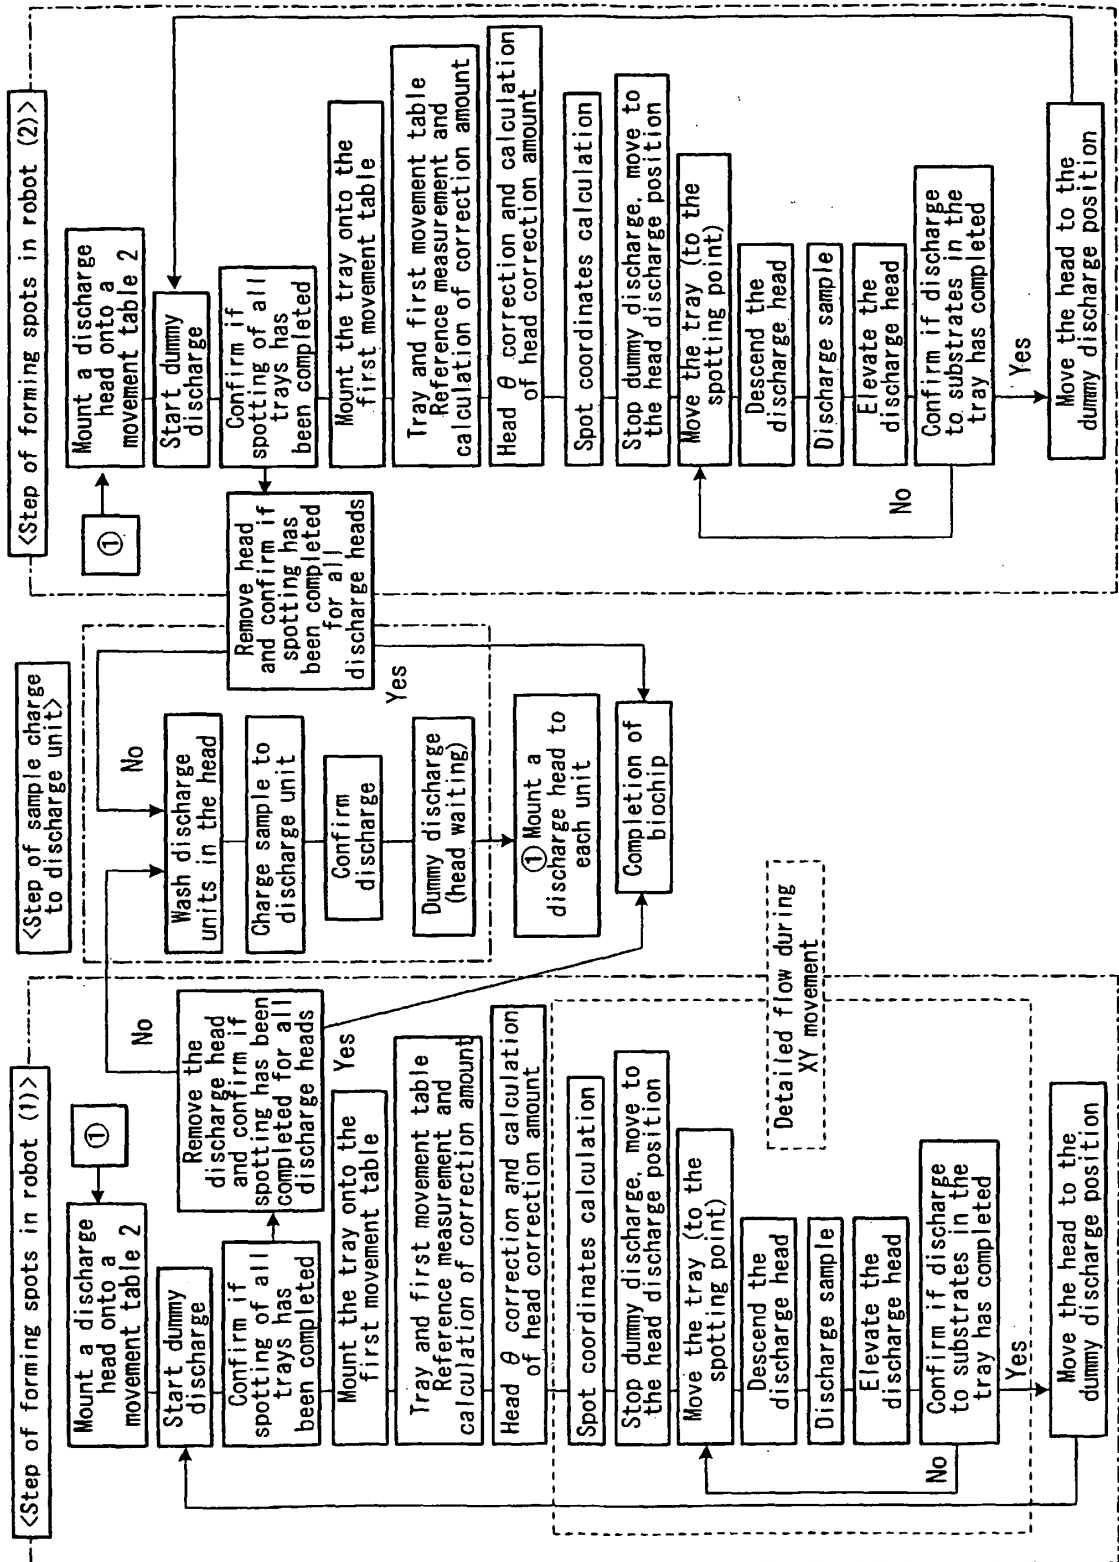 <Step of forming spots in robot (1)>
①
Mount a discharge
head onto a
movement table 2
Start dummy
discharge
Confirm if
spotting of all
trays has
been completed
Remove the
discharge head
and confirm if
spotting has been
completed for all
discharge heads
No
Yes
Mount the tray onto the
first movement table
Tray and first movement table
Reference measurement and
calculation of correction amount
Head θ correction and calculation
of head correction amount
Detailed flow during
XY movement
Spot coordinates calculation
Stop dummy discharge, move to
the head discharge position
Move the tray (to the
spotting point)
Descend the
discharge head
Discharge sample
Elevate the
discharge head
Confirm if discharge
to substrates in the
tray has completed
No
Yes
Move the head to the
dummy discharge position
<Step of sample charge
to discharge unit>
No
Wash discharge
units in the head
Charge sample to
discharge unit
Confirm
discharge
Dummy discharge
(head waiting)
① Mount a
discharge head to
each unit
Completion of
biochip
<Step of forming spots in robot (2)>
①
Mount a discharge
head onto a
movement table 2
Start dummy
discharge
Confirm if
spotting of all
trays has
been completed
Remove head
and confirm if
spotting has
been completed
for all
discharge heads
Yes
Mount the tray onto the
first movement table
Tray and first movement table
Reference measurement and
calculation of correction amount
Head θ correction and calculation
of head correction amount
Spot coordinates calculation
Stop dummy discharge, move to
the head discharge position
Move the tray (to the
spotting point)
Descend the
discharge head
Discharge sample
Elevate the
discharge head
Confirm if discharge
to substrates in the
tray has completed
No
Yes
Move the head to the
dummy discharge position